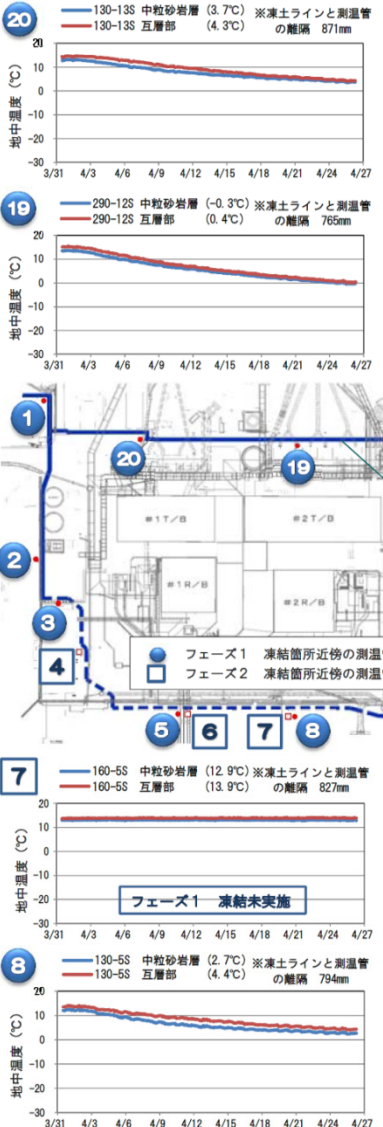 20
130-13S 中粒砂岩層 (3.7℃) ※凍土ラインと測温管
130-13S 互層部 (4.3℃) の離隔 871mm
地中温度 (℃)
20
10
0
-10
-20
-30
3/31 4/3 4/6 4/9 4/12 4/15 4/18 4/21 4/24 4/27
19
290-12S 中粒砂岩層 (-0.3℃) ※凍土ラインと測温管
290-12S 互層部 (0.4℃) の離隔 765mm
地中温度 (℃)
20
10
0
-10
-20
-30
3/31 4/3 4/6 4/9 4/12 4/15 4/18 4/21 4/24 4/27
1
20
19
#1T/B
#2T/B
2
#1R/B
#2R/B
3
4
フェーズ1 凍結箇所近傍の測温
フェーズ2 凍結箇所近傍の測温
5
6
7
8
7
160-5S 中粒砂岩層 (12.9℃) ※凍土ラインと測温管
160-5S 互層部 (13.9℃) の離隔 827mm
地中温度 (℃)
20
10
0
-10
-20
-30
フェーズ1 凍結未実施
3/31 4/3 4/6 4/9 4/12 4/15 4/18 4/21 4/24 4/27
8
130-5S 中粒砂岩層 (2.7℃) ※凍土ラインと測温管
130-5S 互層部 (4.4℃) の離隔 794mm
地中温度 (℃)
20
10
0
-10
-20
-30
3/31 4/3 4/6 4/9 4/12 4/15 4/18 4/21 4/24 4/27